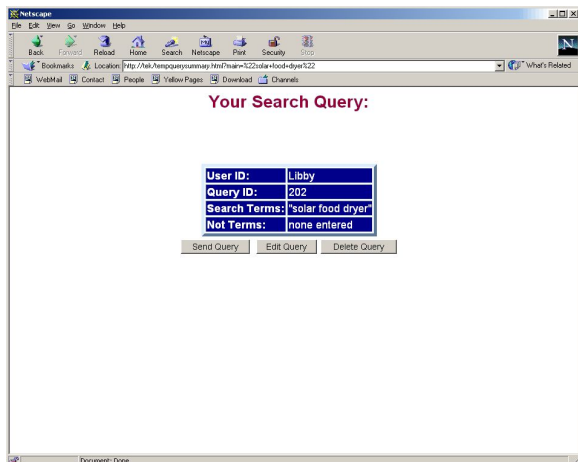 Netscape
File Edit View Go Window Help
Back Forward Reload Home Search Netscape Print Security Stop
N
Bookmarks Location: http://tek/tempquerysummary.html?main=%22solar+food+dryer%22 What's Related
WebMail Contact People Yellow Pages Download Channels
Your Search Query:
User ID: Libby
Query ID: 202
Search Terms: "solar food dryer"
Not Terms: none entered
Send Query Edit Query Delete Query
Document: Done